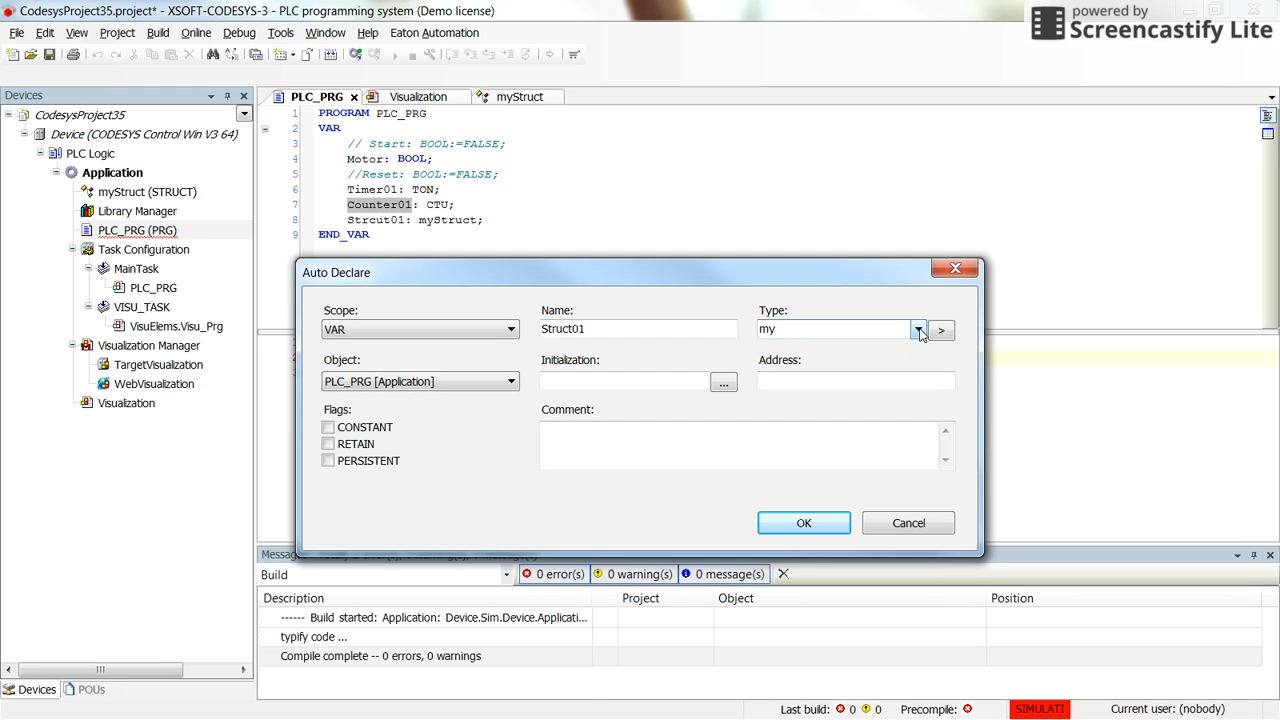 CodesysProject35.project* - XSOFT-CODESYS-3 - PLC programming system (Demo license)
powered by
Screencastify Lite
File Edit View Project Build Online Debug Tools Window Help Eaton Automation
Devices
CodesysProject35
Device (CODESYS Control Win V3 64)
PLC Logic
Application
myStruct (STRUCT)
Library Manager
PLC_PRG (PRG)
Task Configuration
MainTask
PLC_PRG
VISU_TASK
VisuElems.Visu_Prg
Visualization Manager
TargetVisualization
WebVisualization
Visualization
Devices POUs
PLC_PRG Visualization myStruct
1 PROGRAM PLC_PRG
2 VAR
3 // Start: BOOL:=FALSE;
4 Motor: BOOL;
5 //Reset: BOOL:=FALSE;
6 Timer01: TON;
7 Counter01: CTU;
8 Strcut01: myStruct;
9 END_VAR
Auto Declare
Scope: Name: Type:
VAR Struct01 my >
Object: Initialization: Address:
PLC_PRG [Application] ...
Flags: Comment:
CONSTANT
RETAIN
PERSISTENT
OK Cancel
Build 0 error(s) 0 warning(s) 0 message(s)
Description Project Object Position
------ Build started: Application: Device.Sim.Device.Applicati...
typify code ...
Compile complete -- 0 errors, 0 warnings
Last build: 0 0 Precompile: SIMULATI Current user: (nobody)